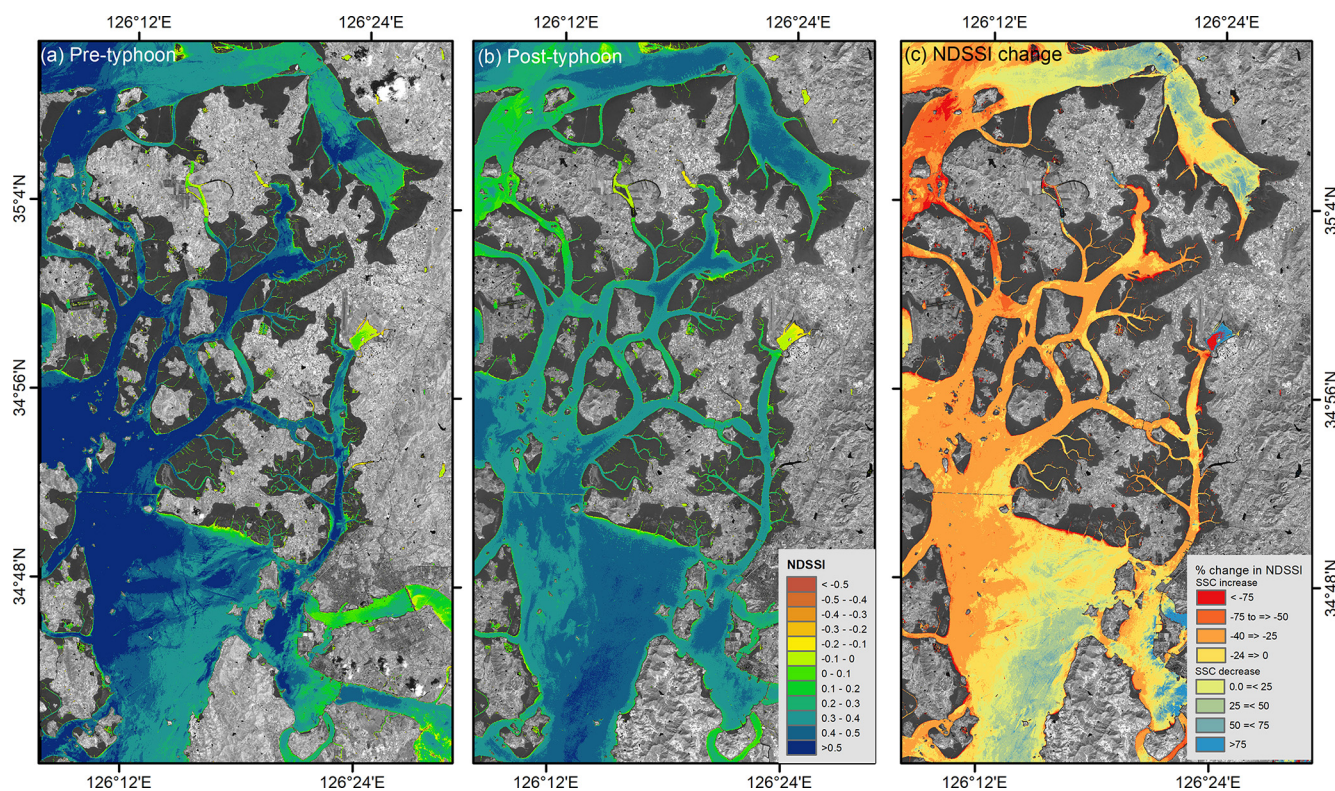 126°12'E
126°24'E
126°12'E
126°24'E
126°12'E
126°24'E
(a) Pre-typhoon
(b) Post-typhoon
(c) NDSSI change
35°4'N
34°56'N
34°48'N
35°4'N
34°56'N
34°48'N
NDSSI
< -0.5
-0.5 - -0.4
-0.4 - -0.3
-0.3 - -0.2
-0.2 - -0.1
-0.1 - 0
0 - 0.1
0.1 - 0.2
0.2 - 0.3
0.3 - 0.4
0.4 - 0.5
>0.5
% change in NDSSI
SSC increase
< -75
-75 to => -50
-40 => -25
-24 => 0
SSC decrease
0.0 =< 25
25 =< 50
50 =< 75
>75
126°12'E
126°24'E
126°12'E
126°24'E
126°12'E
126°24'E